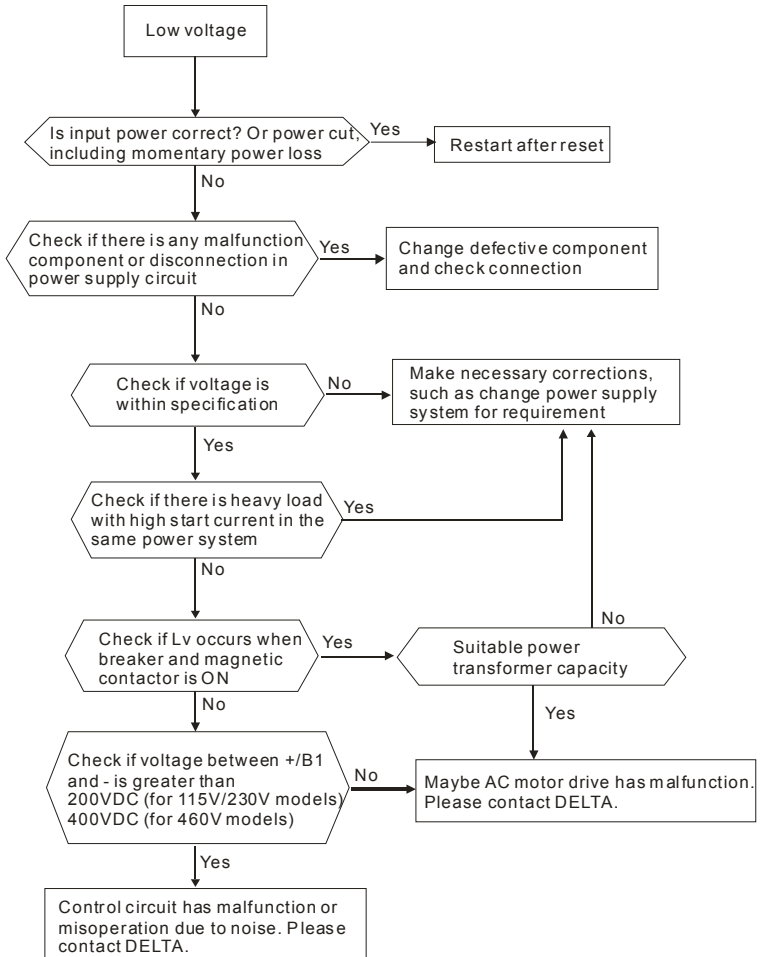 Low voltage
Is input power correct? Or power cut,
including momentary power loss
Yes
Restart after reset
No
Check if there is any malfunction
component or disconnection in
power supply circuit
Yes
Change defective component
and check connection
No
Check if voltage is
within specification
No
Make necessary corrections,
such as change power supply
system for requirement
Yes
Check if there is heavy load
with high start current in the
same power system
Yes
No
Check if Lv occurs when
breaker and magnetic
contactor is ON
Yes
Suitable power
transformer capacity
No
Yes
No
Check if voltage between +/B1
and - is greater than
200VDC (for 115V/230V models)
400VDC (for 460V models)
No
Maybe AC motor drive has malfunction.
Please contact DELTA.
Yes
Control circuit has malfunction or
misoperation due to noise. Please
contact DELTA.